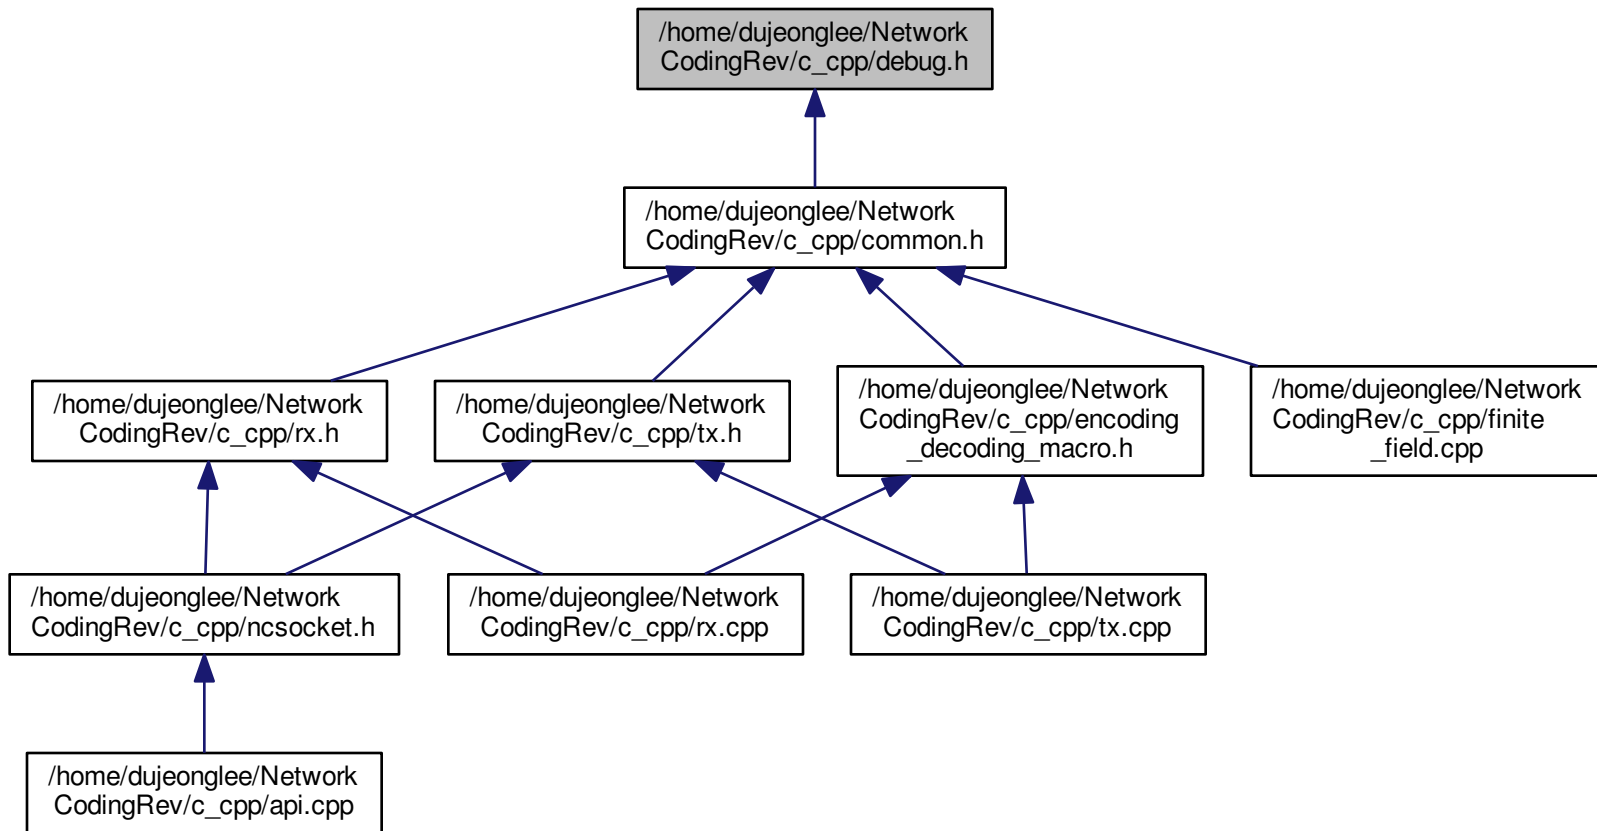 /home/dujeonglee/Network
CodingRev/c_cpp/debug.h
/home/dujeonglee/Network
CodingRev/c_cpp/common.h
/home/dujeonglee/Network
CodingRev/c_cpp/rx.h
/home/dujeonglee/Network
CodingRev/c_cpp/tx.h
/home/dujeonglee/Network
CodingRev/c_cpp/encoding
_decoding_macro.h
/home/dujeonglee/Network
CodingRev/c_cpp/finite
_field.cpp
/home/dujeonglee/Network
CodingRev/c_cpp/ncsocket.h
/home/dujeonglee/Network
CodingRev/c_cpp/rx.cpp
/home/dujeonglee/Network
CodingRev/c_cpp/tx.cpp
/home/dujeonglee/Network
CodingRev/c_cpp/api.cpp